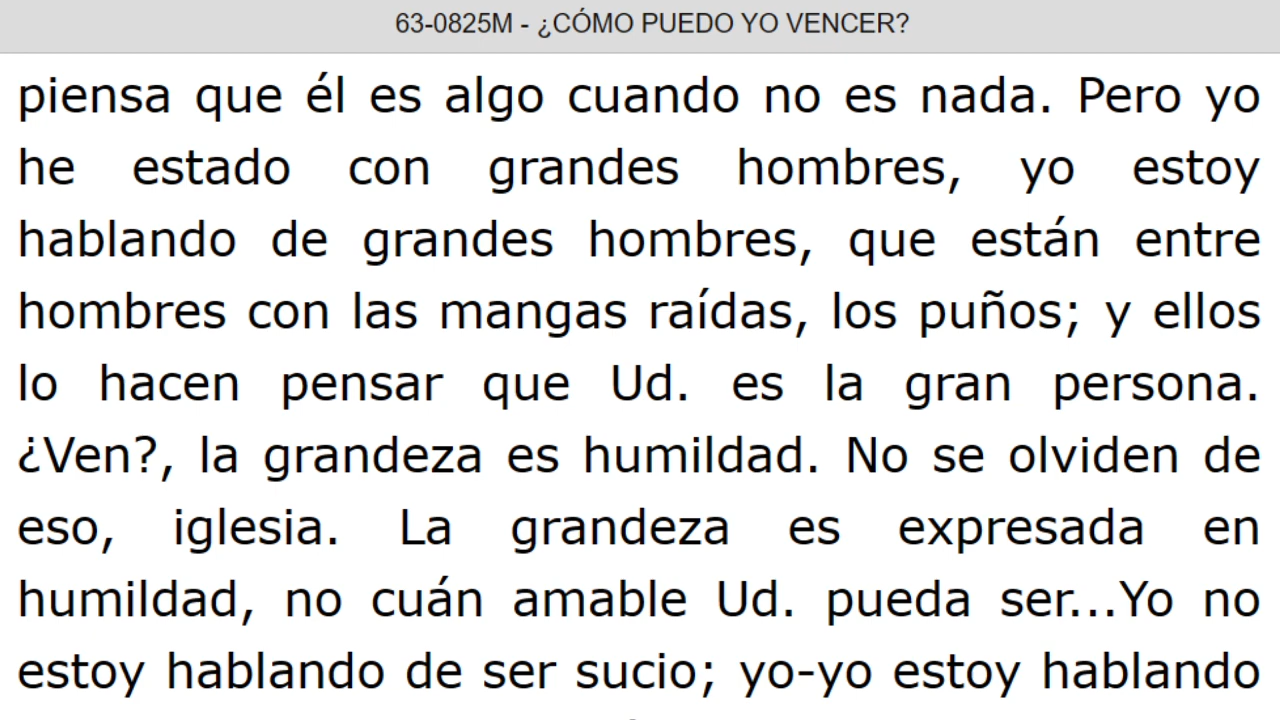 63-0825M - ¿CÓMO PUEDO YO VENCER?
piensa que él es algo cuando no es nada. Pero yo
he estado con grandes hombres, yo estoy
hablando de grandes hombres, que están entre
hombres con las mangas raídas, los puños; y ellos
lo hacen pensar que Ud. es la gran persona.
¿Ven?, la grandeza es humildad. No se olviden de
eso, iglesia. La grandeza es expresada en
humildad, no cuán amable Ud. pueda ser...Yo no
estoy hablando de ser sucio; yo-yo estoy hablando